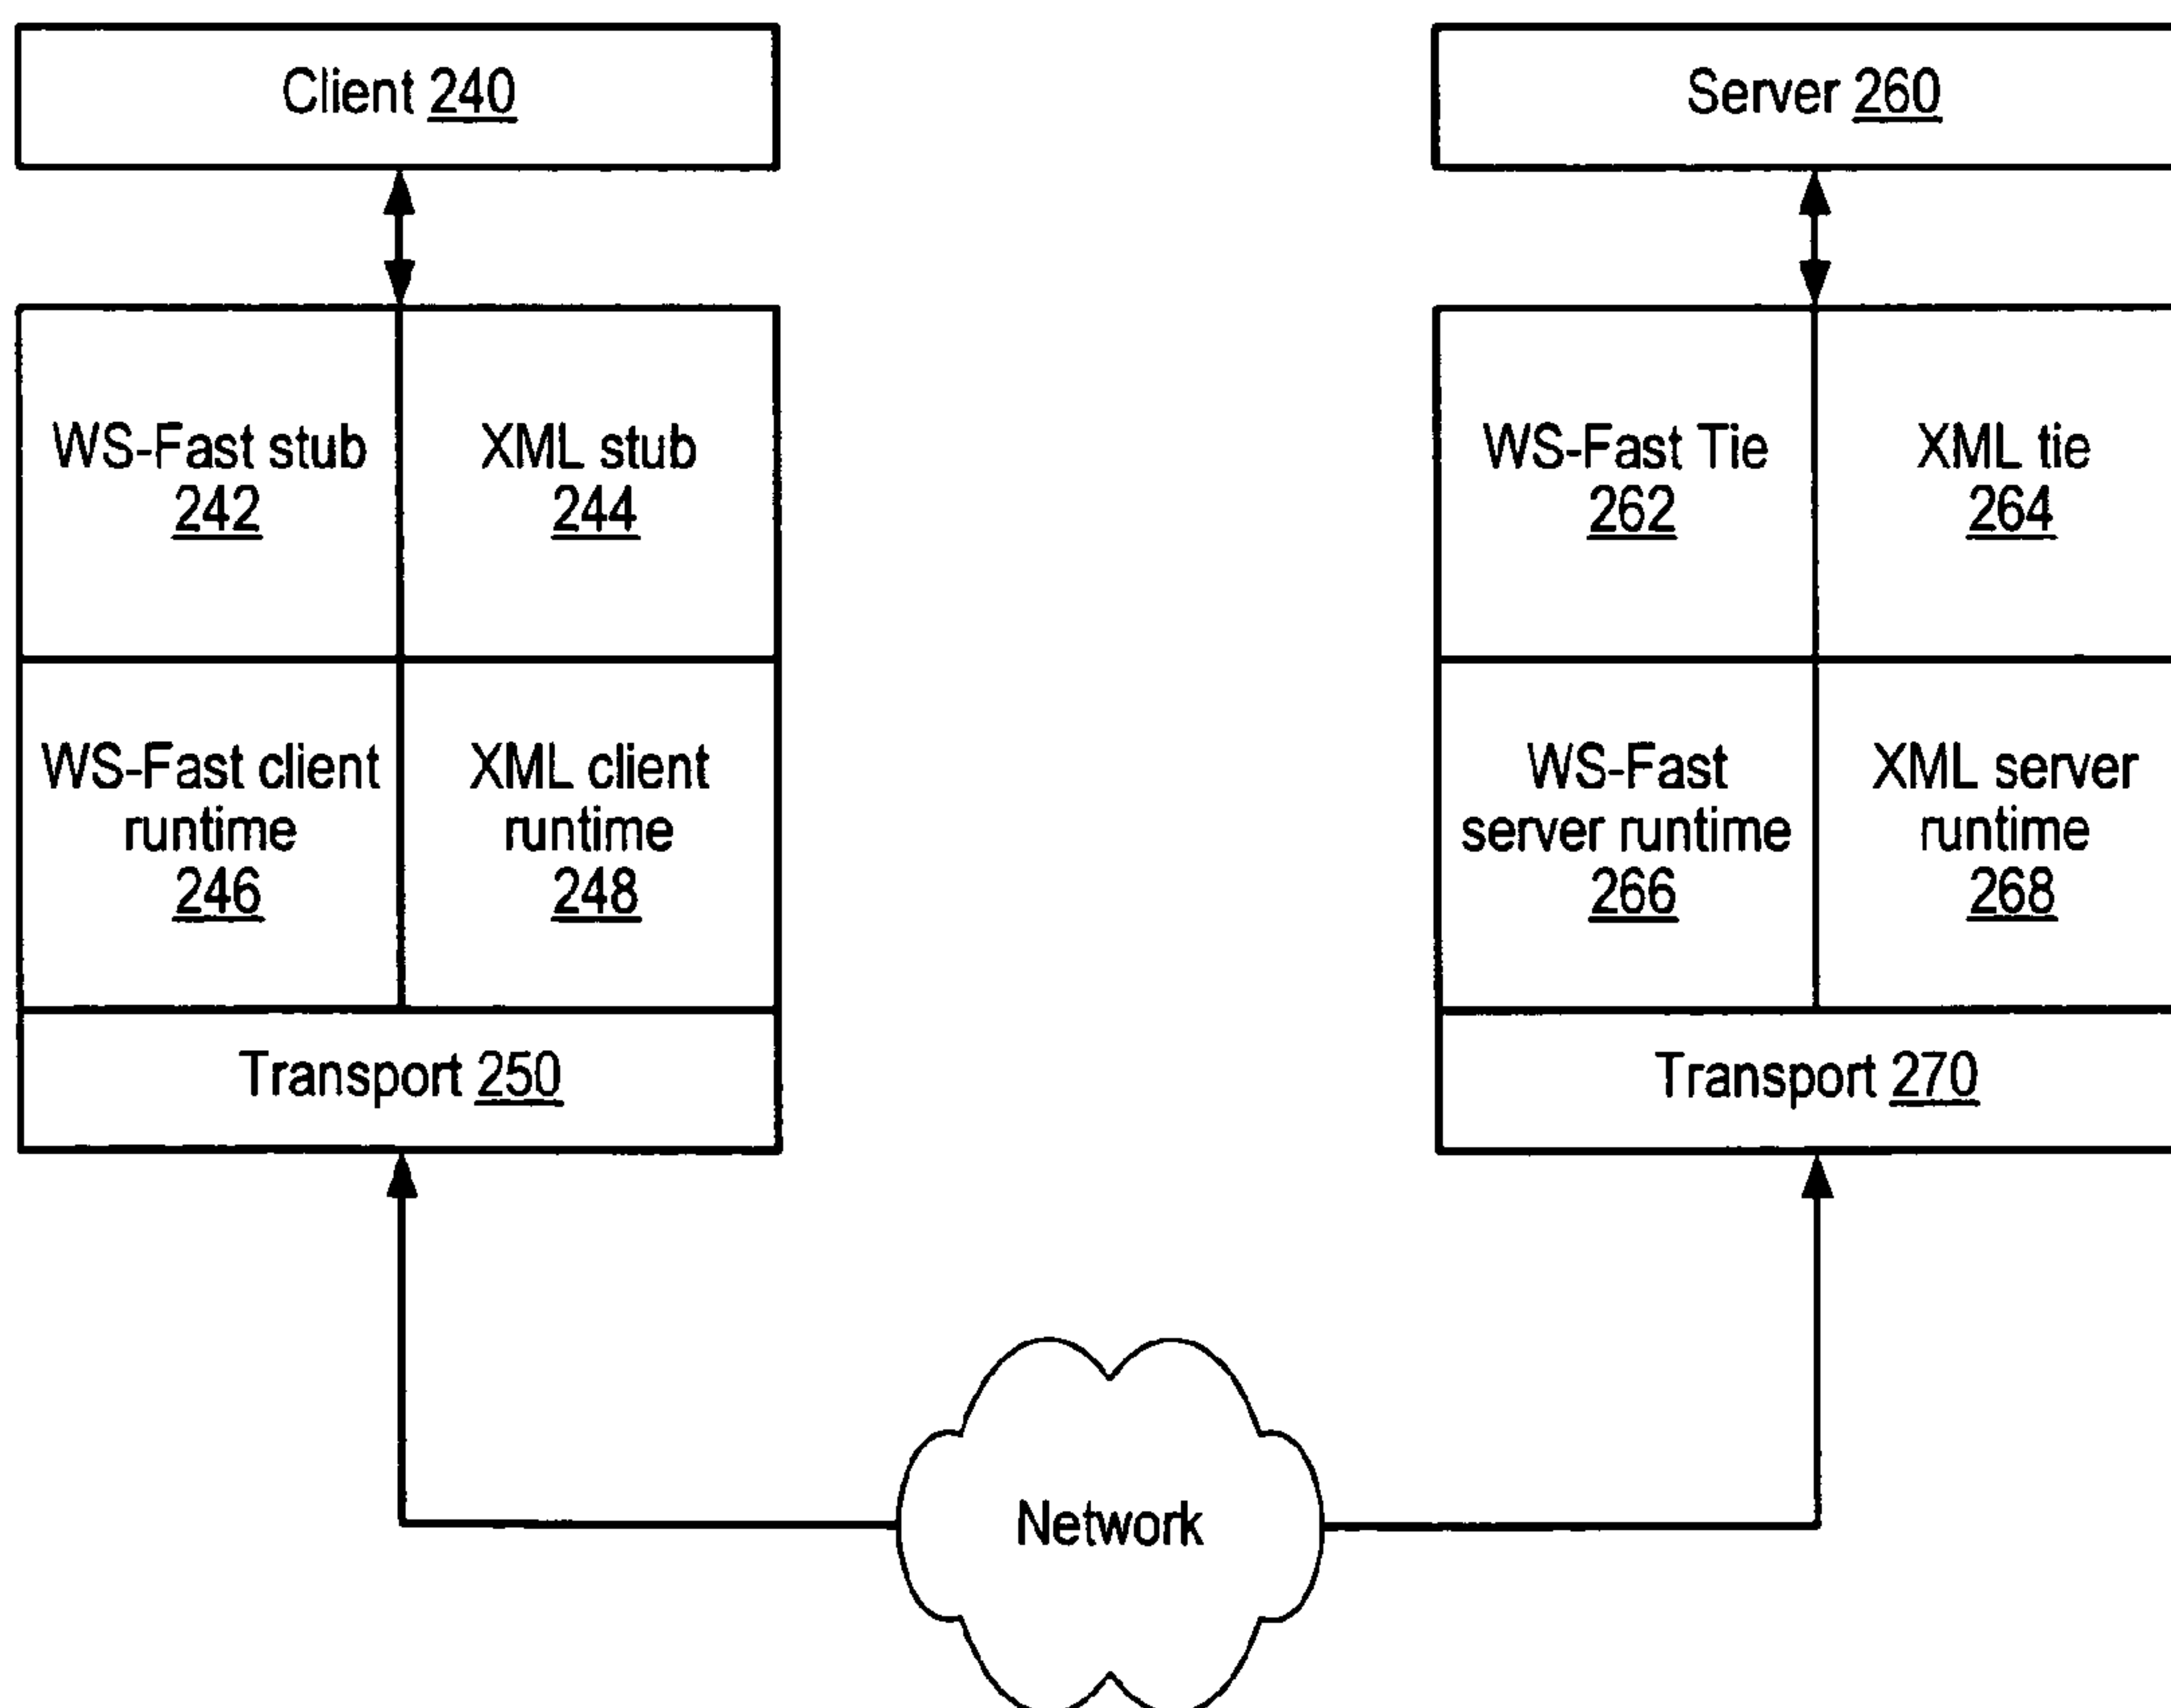 Client 240
WS-Fast stub
242
XML stub
244
WS-Fast client
runtime
246
XML client
runtime
248
Transport 250
Server 260
WS-Fast Tie
262
XML tie
264
WS-Fast
server runtime
266
XML server
runtime
268
Transport 270
Network